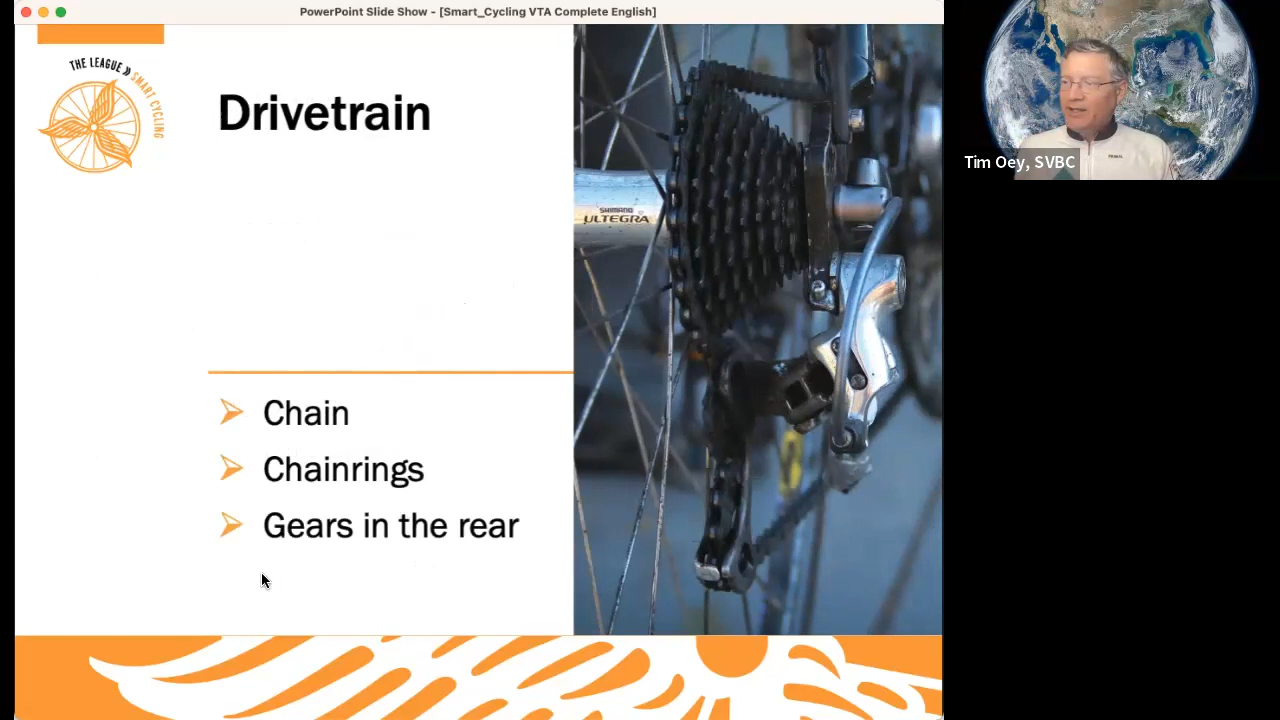 PowerPoint Slide Show - [Smart_Cycling VTA Complete English]
THE LEAGUE
SMART CYCLING
Drivetrain
SHIMANO
ULTEGRA
Chain
Chainrings
Gears in the rear
Tim Oey, SVBC